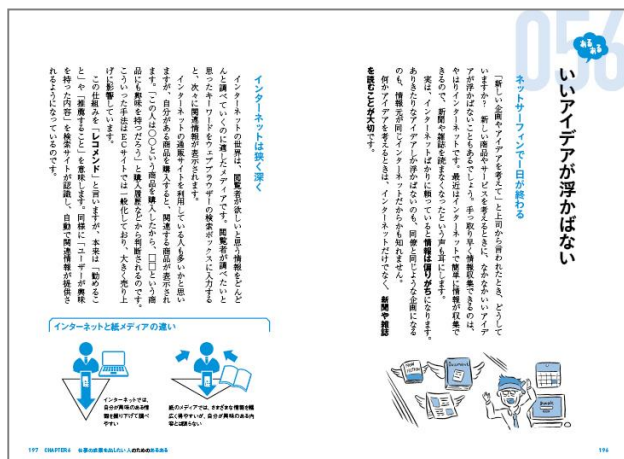 056
あるある
いいアイデアが浮かばない
ネットサーフィンで1日が終わる
「新しい企画やアイデアを考えて」と上司から言われたとき、どうして
いますか? 新しい商品やサービスを考えるときに、なかなかいいアイデ
アが浮かばないこともあるでしょう。手っ取り早く情報収集できるのは、
やはりインターネットです。最近はインターネットで簡単に情報が収集で
きるので、新聞や雑誌を読まなくなったという声も耳にします。
実は、インターネットばかりに頼っていると情報は偏りがちになります。
ありきたりなアイデアしか浮かばないのも、同僚と同じような企画になる
のも、情報元が同じインターネットだからかも知れません。
何かアイデアを考えるときは、インターネットだけでなく、新聞や雑誌
を読むことが大切です。
196
インターネットは狭く深く
インターネットの世界は、閲覧者が欲しいと思う情報をどんど
んと調べていくのに適したメディアです。閲覧者が調べたいと
思ったキーワードをウェブブラウザーの検索ボックスに入力する
と、次々に関連情報が表示されます。
インターネットの通販サイトを利用している人も多いかと思い
ますが、自分がある商品を購入すると、関連する商品が表示され
ます。「この人は〇〇という商品を購入したから、□□という商
品にも興味を持つだろう」と購入履歴などから判断されるのです。
こういった手法はECサイトでは一般化しており、大きく売り上
げに影響しています。
この仕組みを「レコメンド」と言いますが、本来は「勧めるこ
と」や「推薦すること」を意味します。同様に「ユーザーが興味
を持った内容」を検索サイトが認識し、自動で関連情報が提供さ
れるようになっているのです。
インターネットと紙メディアの違い
紙のメディアでは、さまざまな情報を幅
広く得やすいが、自分が興味のある内
容とは限らない
インターネットでは、
自分が興味のある情
報を掘り下げて調べ
やすい
197 CHAPTER6 仕事の成果を出したい人のためのあるある